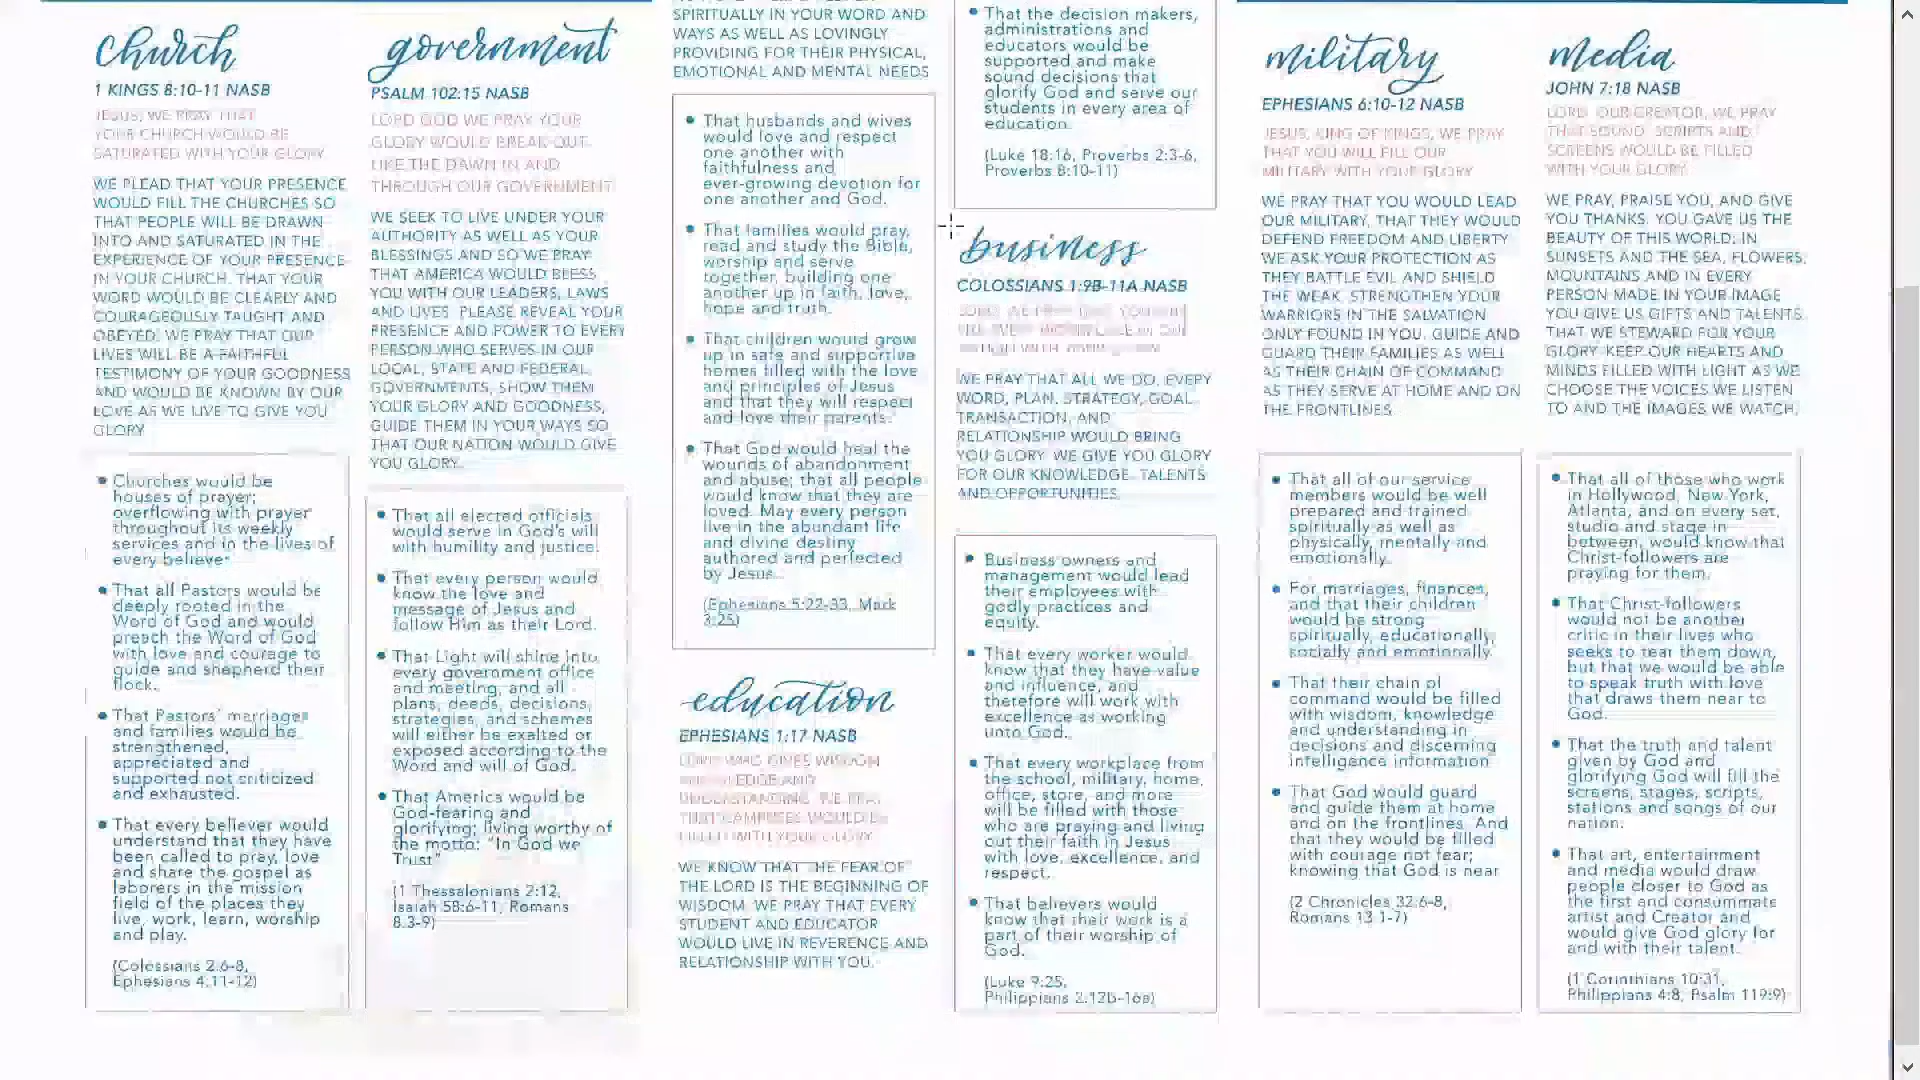 church
1 KINGS 8:10-11 NASB
JESUS, WE PRAY THAT
YOUR CHURCH WOULD BE
SATURATED WITH YOUR GLORY
WE PLEAD THAT YOUR PRESENCE
WOULD FILL THE CHURCHES SO
THAT PEOPLE WILL BE DRAWN
INTO AND SATURATED IN THE
EXPERIENCE OF YOUR PRESENCE
IN YOUR CHURCH. THAT YOUR
WORD WOULD BE CLEARLY AND
COURAGEOUSLY TAUGHT AND
OBEYED. WE PRAY THAT OUR
LIVES WILL BE A FAITHFUL
TESTIMONY OF YOUR GOODNESS
AND WOULD BE KNOWN BY OUR
LOVE AS WE LIVE TO GIVE YOU
GLORY
• Churches would be
houses of prayer;
overflowing with prayer
throughout its weekly
services and in the lives of
every believer
• That all Pastors would be
deeply rooted in the
Word of God and would
preach the Word of God
with love and courage to
guide and shepherd their
flock.
• That Pastors' marriages
and families would be
strengthened,
appreciated and
supported not criticized
and exhausted.
• That every believer would
understand that they have
been called to pray, love
and share the gospel as
laborers in the mission
field of the places they
live, work, learn, worship
and play.
(Colossians 2:6-8,
Ephesians 4:11-12)
government
PSALM 102:15 NASB
LORD GOD WE PRAY YOUR
GLORY WOULD BREAK OUT
LIKE THE DAWN IN AND
THROUGH OUR GOVERNMENT
WE SEEK TO LIVE UNDER YOUR
AUTHORITY AS WELL AS YOUR
BLESSINGS AND SO WE PRAY
THAT AMERICA WOULD BLESS
YOU WITH OUR LEADERS, LAWS
AND LIVES. PLEASE REVEAL YOUR
PRESENCE AND POWER TO EVERY
PERSON WHO SERVES IN OUR
LOCAL, STATE AND FEDERAL
GOVERNMENTS, SHOW THEM
YOUR GLORY AND GOODNESS,
GUIDE THEM IN YOUR WAYS SO
THAT OUR NATION WOULD GIVE
YOU GLORY.
• That all elected officials
would serve in God's will
with humility and justice.
• That every person would
know the love and
message of Jesus and
follow Him as their Lord.
• That Light will shine into
every government office
and meeting, and all
plans, deeds, decisions,
strategies, and schemes
will either be exalted or
exposed according to the
Word and will of God.
• That America would be
God-fearing and
glorifying; living worthy of
the motto: "In God we
Trust"
(1 Thessalonians 2:12,
Isaiah 58:6-11, Romans
8:3-9)
SPIRITUALLY IN YOUR WORD AND
WAYS AS WELL AS LOVINGLY
PROVIDING FOR THEIR PHYSICAL,
EMOTIONAL AND MENTAL NEEDS
• That husbands and wives
would love and respect
one another with
faithfulness and
ever-growing devotion for
one another and God.
• That families would pray,
read and study the Bible,
worship and serve
together, building one
another up in faith, love,
hope and truth.
• That children would grow
up in safe and supportive
homes filled with the love
and principles of Jesus
and that they will respect
and love their parents.
• That God would heal the
wounds of abandonment
and abuse; that all people
would know that they are
loved. May every person
live in the abundant life
and divine destiny
authored and perfected
by Jesus.
(Ephesians 5:22-33, Mark
3:25)
education
EPHESIANS 1:17 NASB
LORD WHO GIVES WISDOM
KNOWLEDGE AND
UNDERSTANDING, WE PRAY
THAT CAMPUSES WOULD BE
FILLED WITH YOUR GLORY
WE KNOW THAT THE FEAR OF
THE LORD IS THE BEGINNING OF
WISDOM. WE PRAY THAT EVERY
STUDENT AND EDUCATOR
WOULD LIVE IN REVERENCE AND
RELATIONSHIP WITH YOU.
• That the decision makers,
administrations and
educators would be
supported and make
sound decisions that
glorify God and serve our
students in every area of
education.
(Luke 18:16, Proverbs 2:3-6,
Proverbs 8:10-11)
business
COLOSSIANS 1:9B-11A NASB
WE PRAY THAT ALL WE DO, EVERY
WORD, PLAN, STRATEGY, GOAL
TRANSACTION, AND
RELATIONSHIP WOULD BRING
YOU GLORY. WE GIVE YOU GLORY
FOR OUR KNOWLEDGE, TALENTS
AND OPPORTUNITIES.
• Business owners and
management would lead
their employees with
godly practices and
equity.
• That every worker would
know that they have value
and influence, and
therefore will work with
excellence as working
unto God.
• That every workplace from
the school, military, home,
office, store, and more
will be filled with those
who are praying and living
out their faith in Jesus
with love, excellence, and
respect.
• That believers would
know that their work is a
part of their worship of
God.
(Luke 9:25,
Philippians 2:12b-16a)
military
EPHESIANS 6:10-12 NASB
JESUS, KING OF KINGS, WE PRAY
THAT YOU WILL FILL OUR
MILITARY WITH YOUR GLORY
WE PRAY THAT YOU WOULD LEAD
OUR MILITARY, THAT THEY WOULD
DEFEND FREEDOM AND LIBERTY
WE ASK YOUR PROTECTION AS
THEY BATTLE EVIL AND SHIELD
THE WEAK. STRENGTHEN YOUR
WARRIORS IN THE SALVATION
ONLY FOUND IN YOU. GUIDE AND
GUARD THEIR FAMILIES AS WELL
AS THEIR CHAIN OF COMMAND
AS THEY SERVE AT HOME AND ON
THE FRONTLINES.
• That all of our service
members would be well
prepared and trained
spiritually as well as
physically, mentally and
emotionally.
• For marriages, finances,
and that their children
would be strong
spiritually, educationally,
socially and emotionally.
• That their chain of
command would be filled
with wisdom, knowledge
and understanding in
decisions and discerning
intelligence information
• That God would guard
and guide them at home
and on the frontlines. And
that they would be filled
with courage not fear;
knowing that God is near
(2 Chronicles 32:6-8,
Romans 13:1-7)
media
JOHN 7:18 NASB
LORD, OUR CREATOR, WE PRAY
THAT SOUND, SCRIPTS AND
SCREENS WOULD BE FILLED
WITH YOUR GLORY
WE PRAY, PRAISE YOU, AND GIVE
YOU THANKS. YOU GAVE US THE
BEAUTY OF THIS WORLD; IN
SUNSETS AND THE SEA, FLOWERS,
MOUNTAINS AND IN EVERY
PERSON MADE IN YOUR IMAGE
YOU GIVE US GIFTS AND TALENTS
THAT WE STEWARD FOR YOUR
GLORY. KEEP OUR HEARTS AND
MINDS FILLED WITH LIGHT AS WE
CHOOSE THE VOICES WE LISTEN
TO AND THE IMAGES WE WATCH.
• That all of those who work
in Hollywood, New York,
Atlanta, and on every set,
studio and stage in
between, would know that
Christ-followers are
praying for them.
• That Christ-followers
would not be another
critic in their lives who
seeks to tear them down,
but that we would be able
to speak truth with love
that draws them near to
God.
• That the truth and talent
given by God and
glorifying God will fill the
screens, stages, scripts,
stations and songs of our
nation.
• That art, entertainment
and media would draw
people closer to God as
the first and consummate
artist and Creator and
would give God glory for
and with their talent.
(1 Corinthians 10:31,
Philippians 4:8, Psalm 119:9)